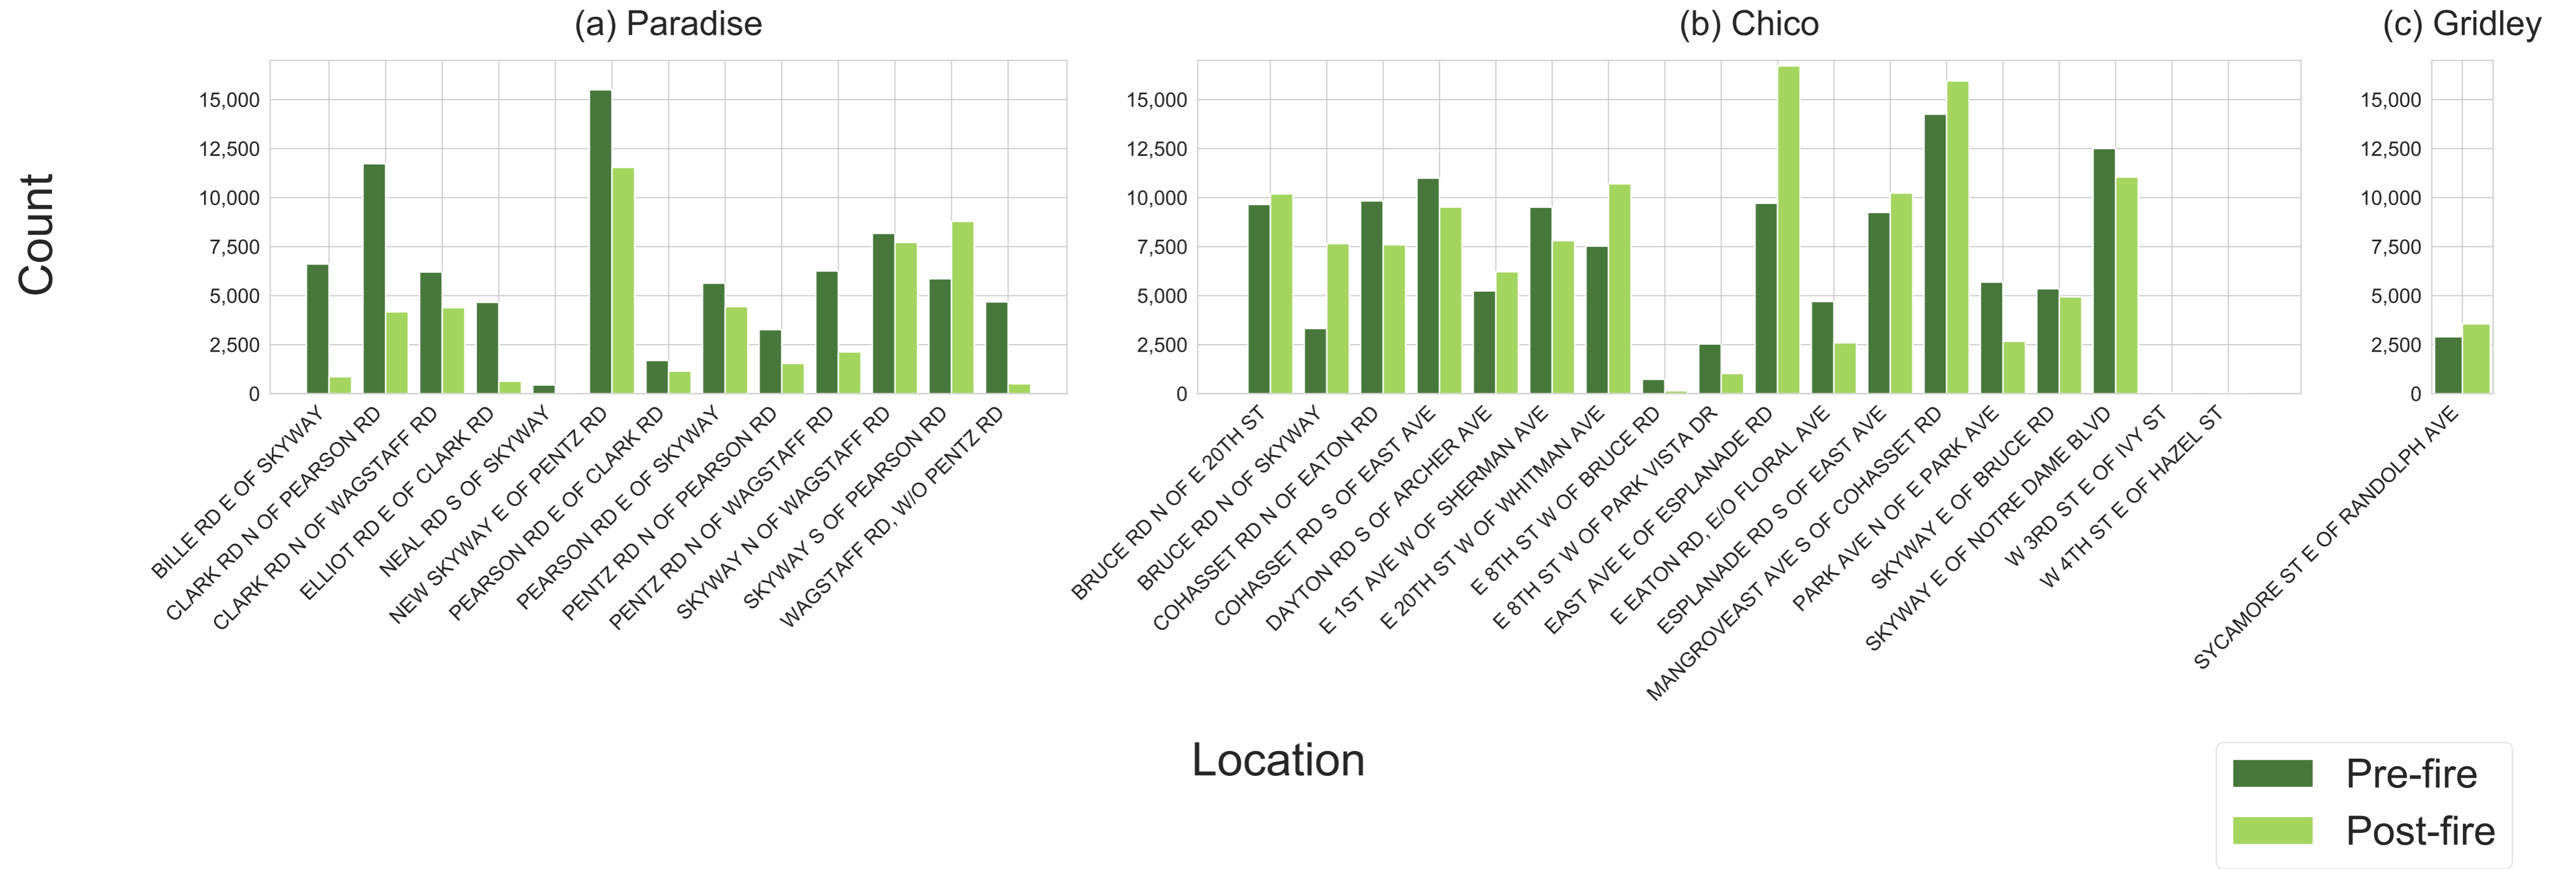 (a) Paradise
(b) Chico
(c) Gridley
Count
15,000
12,500
10,000
7,500
5,000
2,500
0
15,000
12,500
10,000
7,500
5,000
2,500
0
15,000
12,500
10,000
7,500
5,000
2,500
0
BILLE RD E OF SKYWAY
CLARK RD N OF PEARSON RD
CLARK RD N OF WAGSTAFF RD
ELLIOT RD E OF CLARK RD
NEAL RD S OF SKYWAY
NEW SKYWAY E OF PENTZ RD
PEARSON RD E OF CLARK RD
PEARSON RD E OF SKYWAY
PENTZ RD N OF PEARSON RD
PENTZ RD N OF WAGSTAFF RD
SKYWAY N OF WAGSTAFF RD
SKYWAY S OF PEARSON RD
WAGSTAFF RD, W/O PENTZ RD
BRUCE RD N OF E 20TH ST
BRUCE RD N OF SKYWAY
COHASSET RD N OF EATON RD
COHASSET RD S OF EAST AVE
DAYTON RD S OF ARCHER AVE
E 1ST AVE W OF SHERMAN AVE
E 20TH ST W OF WHITMAN AVE
E 8TH ST W OF BRUCE RD
E 8TH ST W OF PARK VISTA DR
EAST AVE E OF ESPLANADE RD
E EATON RD, E/O FLORAL AVE
ESPLANADE RD S OF EAST AVE
MANGROVEAST AVE S OF COHASSET RD
PARK AVE N OF E PARK AVE
SKYWAY E OF BRUCE RD
SKYWAY E OF NOTRE DAME BLVD
W 3RD ST E OF IVY ST
W 4TH ST E OF HAZEL ST
SYCAMORE ST E OF RANDOLPH AVE
Location
Pre-fire
Post-fire